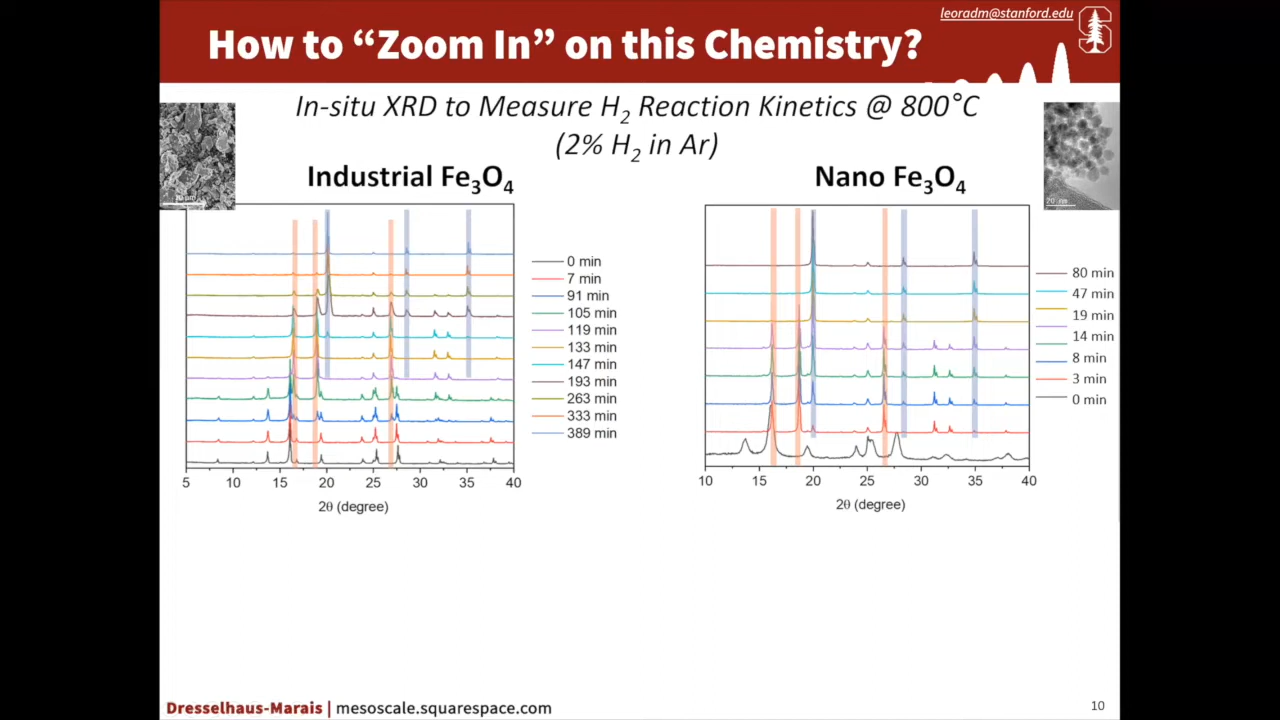 leoradm@stanford.edu
How to “Zoom In” on this Chemistry?
In-situ XRD to Measure H2 Reaction Kinetics @ 800°C
(2% H2 in Ar)
Industrial Fe3O4
Nano Fe3O4
20 nm
0 min
7 min
91 min
105 min
119 min
133 min
147 min
193 min
263 min
333 min
389 min
5 10 15 20 25 30 35 40
2θ (degree)
80 min
47 min
19 min
14 min
8 min
3 min
0 min
10 15 20 25 30 35 40
2θ (degree)
Dresselhaus-Marais | mesoscale.squarespace.com
10